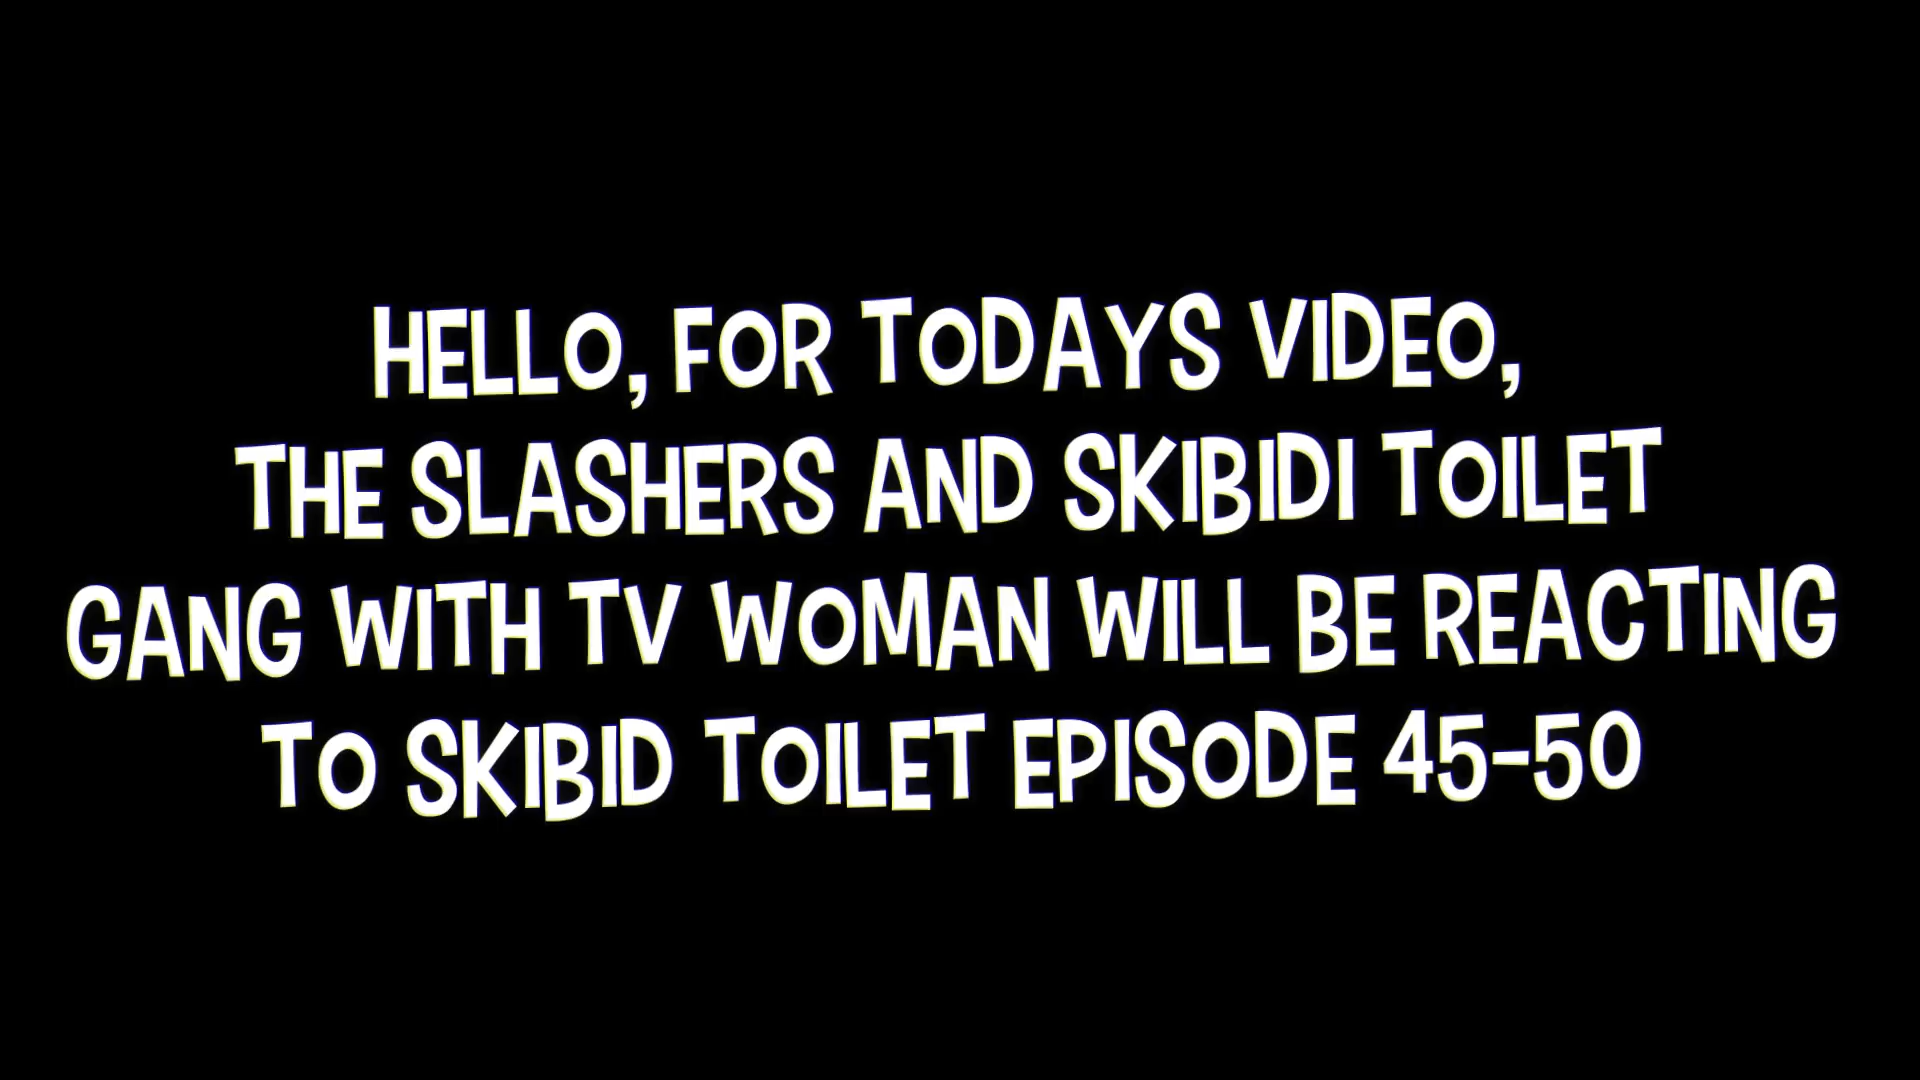 HELLO, FOR TODAYS VIDEO,
THE SLASHERS AND SKIBIDI TOILET
GANG WITH TV WOMAN WILL BE REACTING
TO SKIBID TOILET EPISODE 45-50